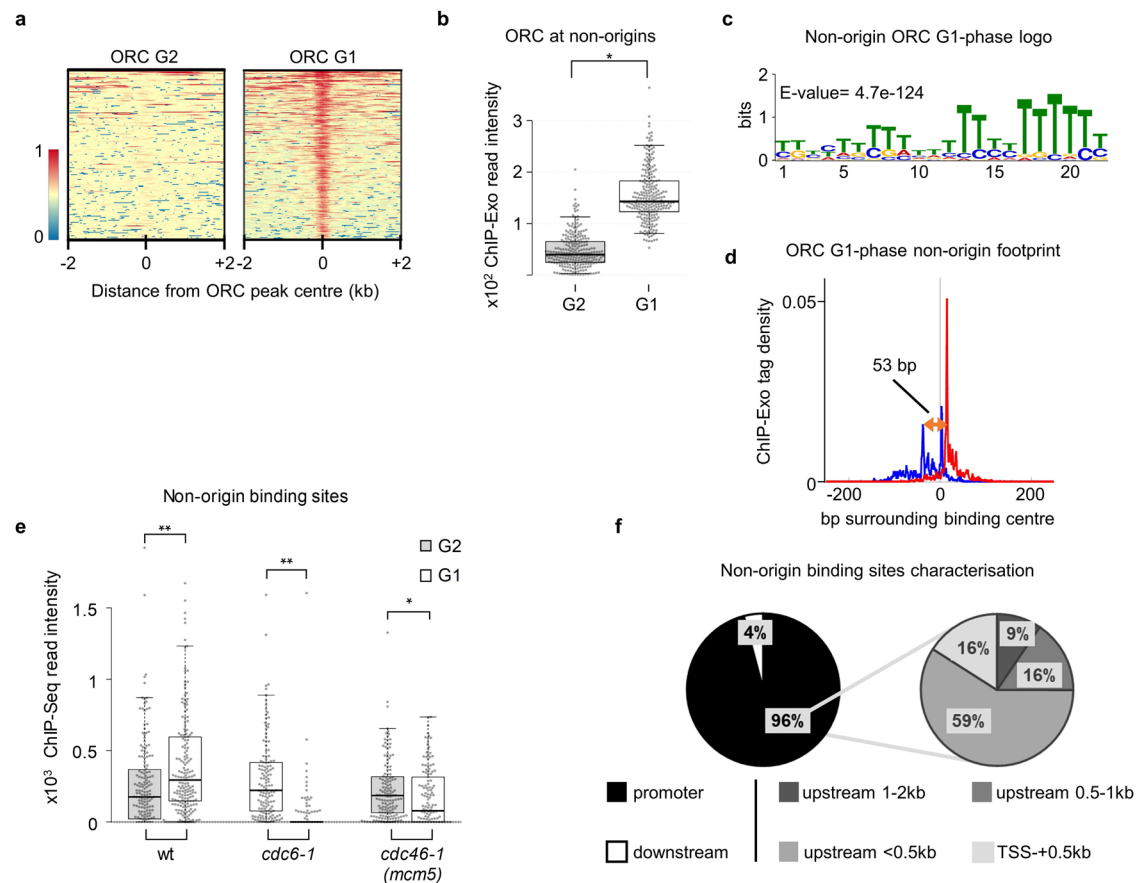 a
ORC G2
ORC G1
1
0
-2
0
+2
-2
0
+2
Distance from ORC peak centre (kb)
b
ORC at non-origins
*
x10² ChIP-Exo read intensity
3
2
1
G2
G1
c
Non-origin ORC G1-phase logo
E-value= 4.7e-124
bits
2
1
0
1
5
10
15
20
d
ORC G1-phase non-origin footprint
ChIP-Exo tag density
0.05
0
53 bp
-200
0
200
bp surrounding binding centre
e
Non-origin binding sites
**
**
*
G2
G1
x10³ ChIP-Seq read intensity
1.5
1
0.5
0
wt
cdc6-1
cdc46-1
(mcm5)
f
Non-origin binding sites characterisation
4%
96%
9%
16%
16%
59%
promoter
upstream 1-2kb
upstream 0.5-1kb
downstream
upstream <0.5kb
TSS-+0.5kb